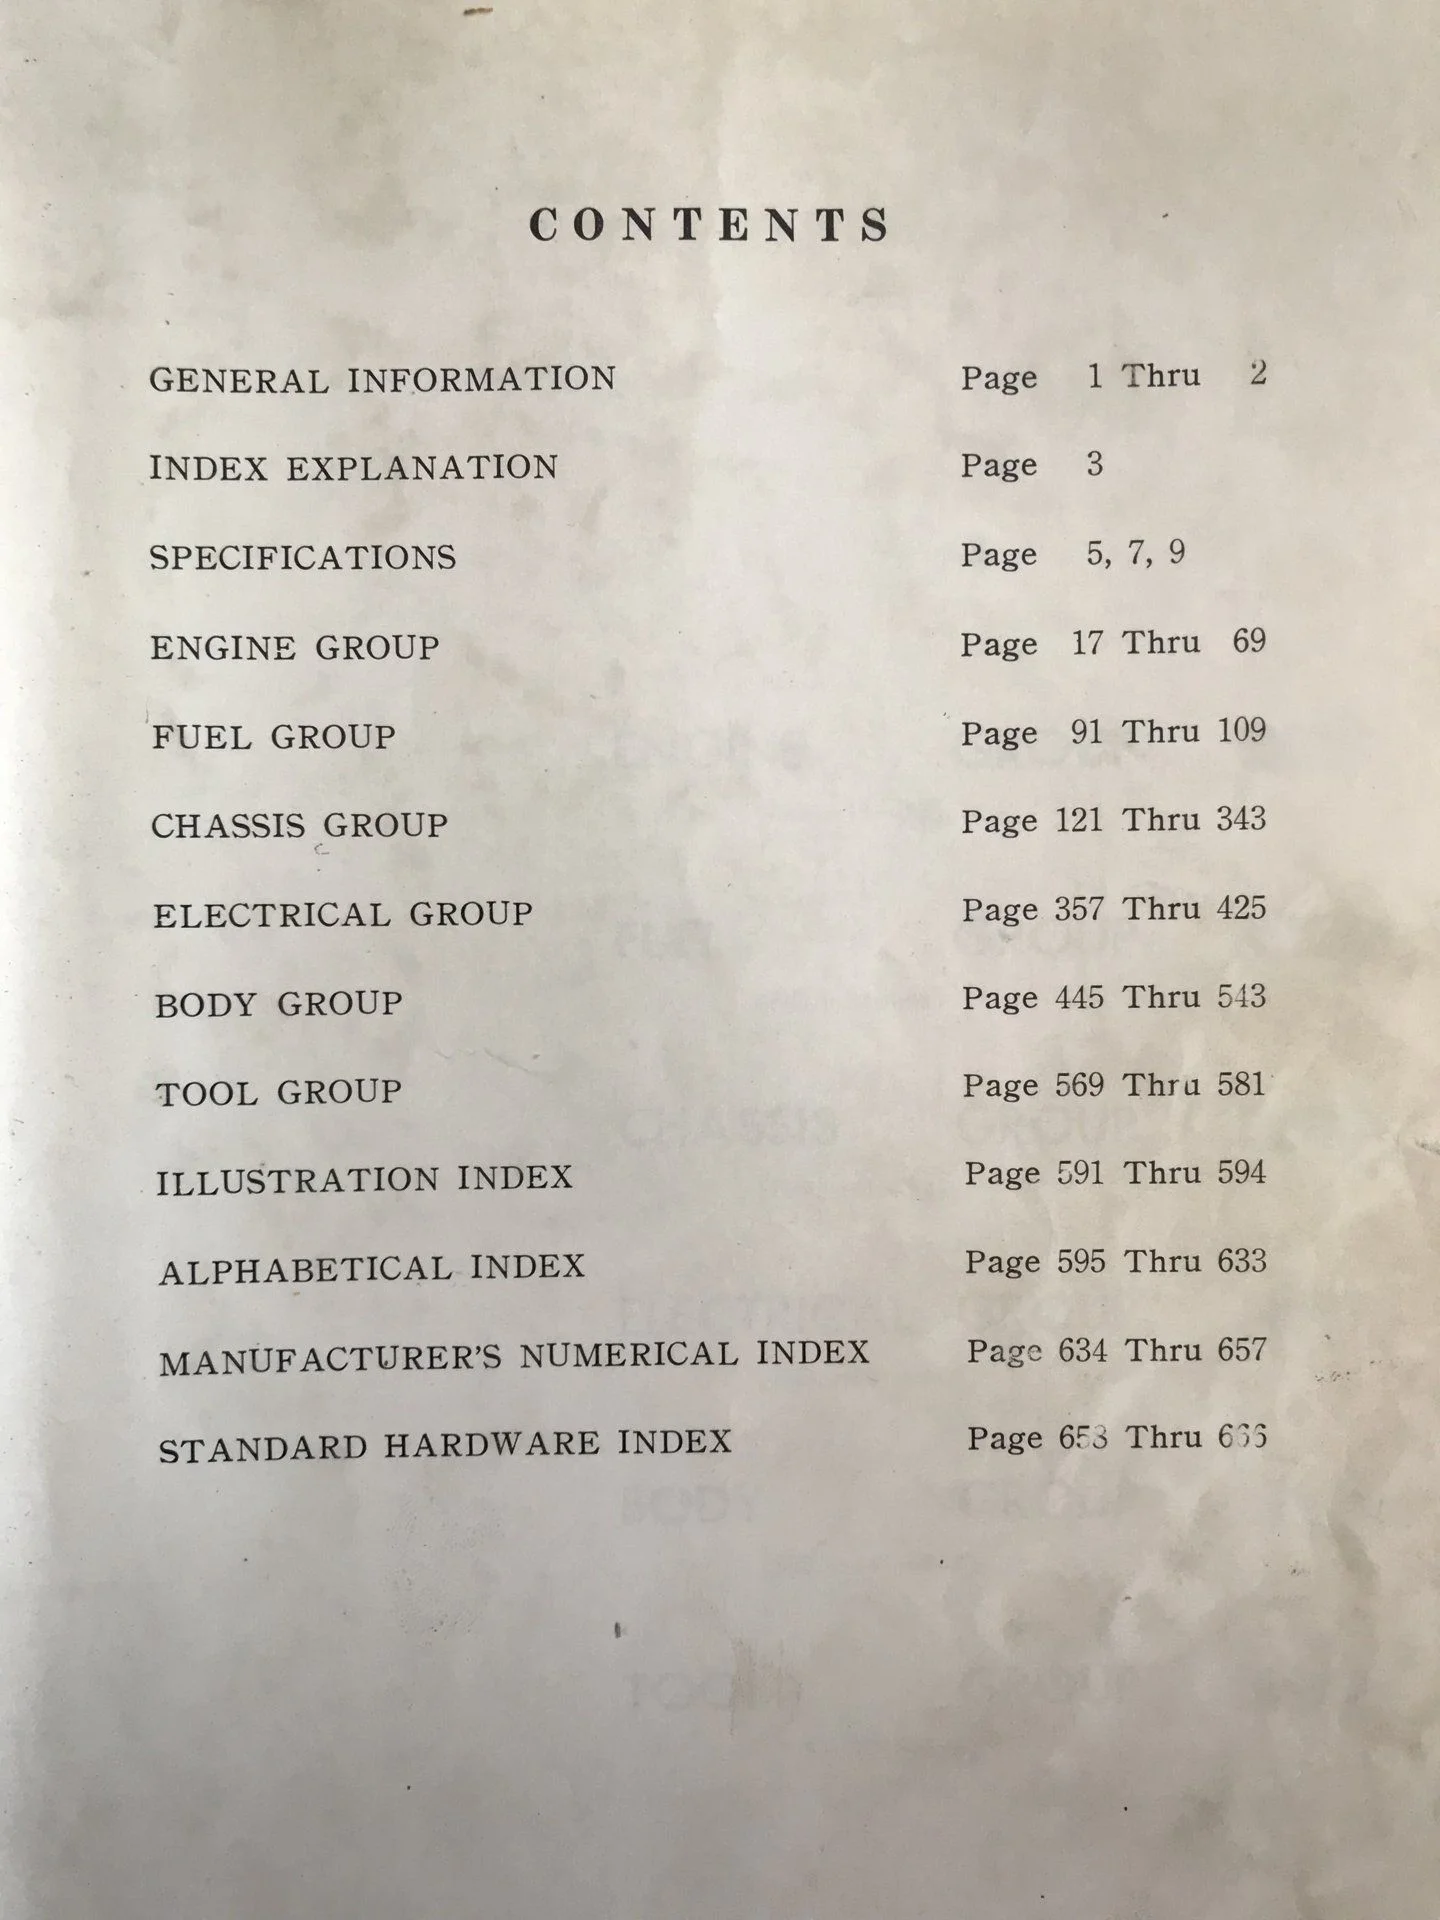 CONTENTS
GENERAL INFORMATION Page 1 Thru 2
INDEX EXPLANATION Page 3
SPECIFICATIONS Page 5, 7, 9
ENGINE GROUP Page 17 Thru 69
FUEL GROUP Page 91 Thru 109
CHASSIS GROUP Page 121 Thru 343
ELECTRICAL GROUP Page 357 Thru 425
BODY GROUP Page 445 Thru 543
TOOL GROUP Page 569 Thru 581
ILLUSTRATION INDEX Page 591 Thru 594
ALPHABETICAL INDEX Page 595 Thru 633
MANUFACTURER'S NUMERICAL INDEX Page 634 Thru 657
STANDARD HARDWARE INDEX Page 658 Thru